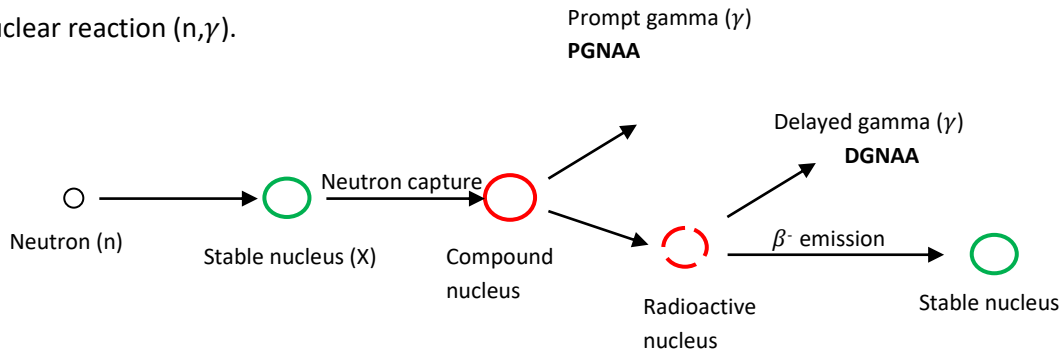 uclear reaction (n,γ).
Prompt gamma (γ)
PGNAA
Delayed gamma (γ)
DGNAA
Neutron capture
Neutron (n)
Stable nucleus (X)
Compound
nucleus
β- emission
Radioactive
nucleus
Stable nucleus